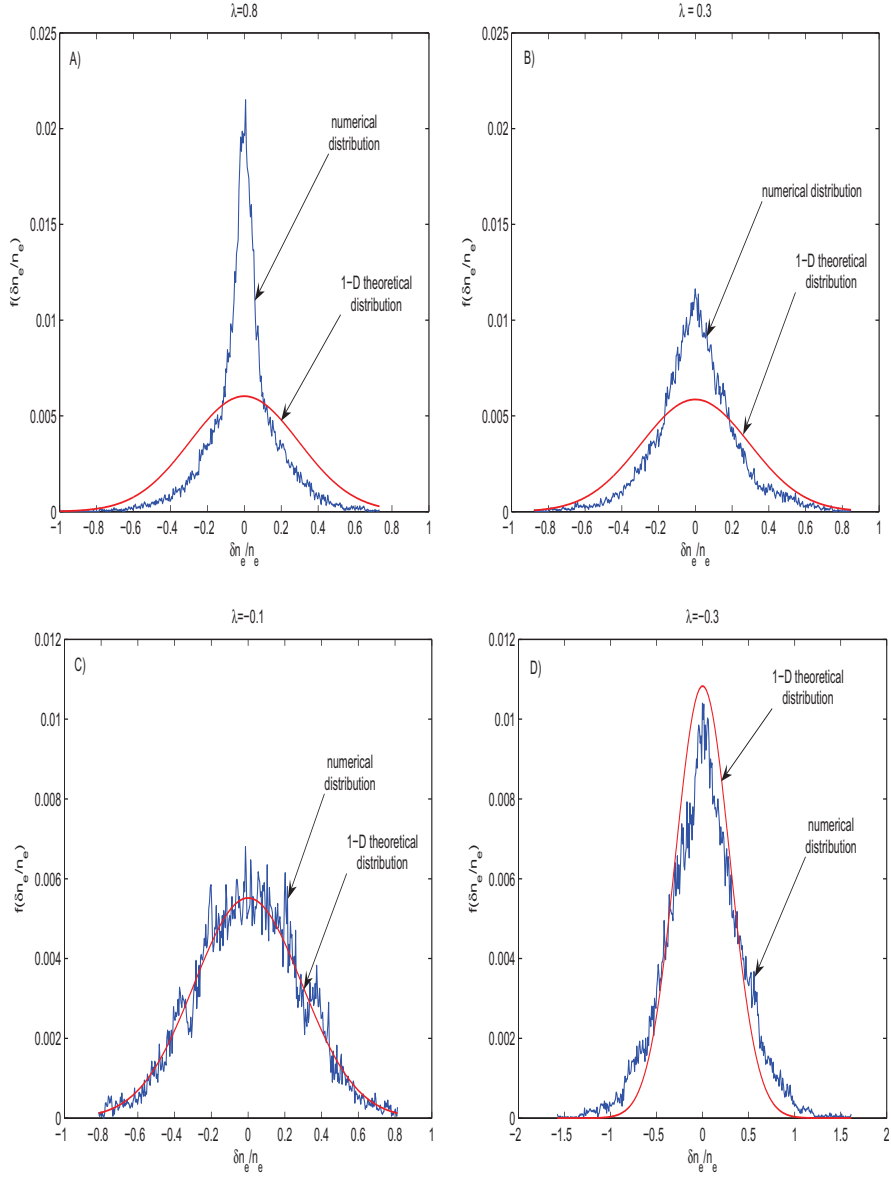 λ=0.8
A)
0.025
0.02
0.015
0.01
0.005
0
−1 −0.8 −0.6 −0.4 −0.2 0 0.2 0.4 0.6 0.8 1
f(δn_e/n_e)
δn_e/n_e
numerical
distribution
1−D theoretical
distribution
λ = 0.3
B)
0.025
0.02
0.015
0.01
0.005
0
−1 −0.8 −0.6 −0.4 −0.2 0 0.2 0.4 0.6 0.8 1
f(δn_e/n_e)
δn_e/n_e
numerical distribution
1−D theoretical
distribution
λ=−0.1
C)
0.012
0.01
0.008
0.006
0.004
0.002
0
−1 −0.8 −0.6 −0.4 −0.2 0 0.2 0.4 0.6 0.8 1
f(δn_e/n_e)
δn_e/n_e
numerical
distribution
1−D theoretical
distribution
λ=−0.3
D)
0.012
0.01
0.008
0.006
0.004
0.002
0
−2 −1.5 −1 −0.5 0 0.5 1 1.5 2
f(δn_e/n_e)
δn_e/n_e
1−D theoretical
distribution
numerical
distribution